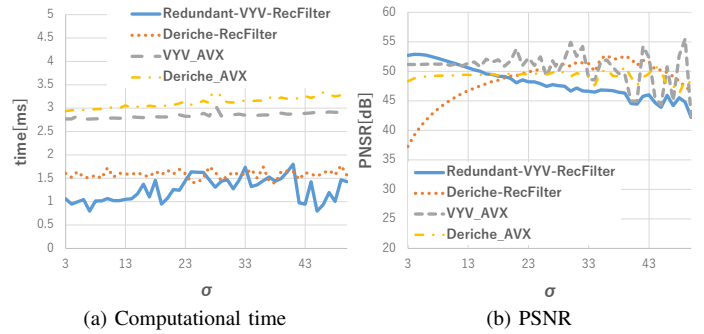 5
4.5
4
3.5
3
2.5
2
1.5
1
0.5
0
time[ms]
Redundant-VYV-RecFilter
Deriche-RecFilter
VYV_AVX
Deriche_AVX
3 13 23 33 43
σ
(a) Computational time
60
55
50
45
40
35
30
25
20
PNSR[dB]
Redundant-VYV-RecFilter
Deriche-RecFilter
VYV_AVX
Deriche_AVX
3 13 23 33 43
σ
(b) PSNR